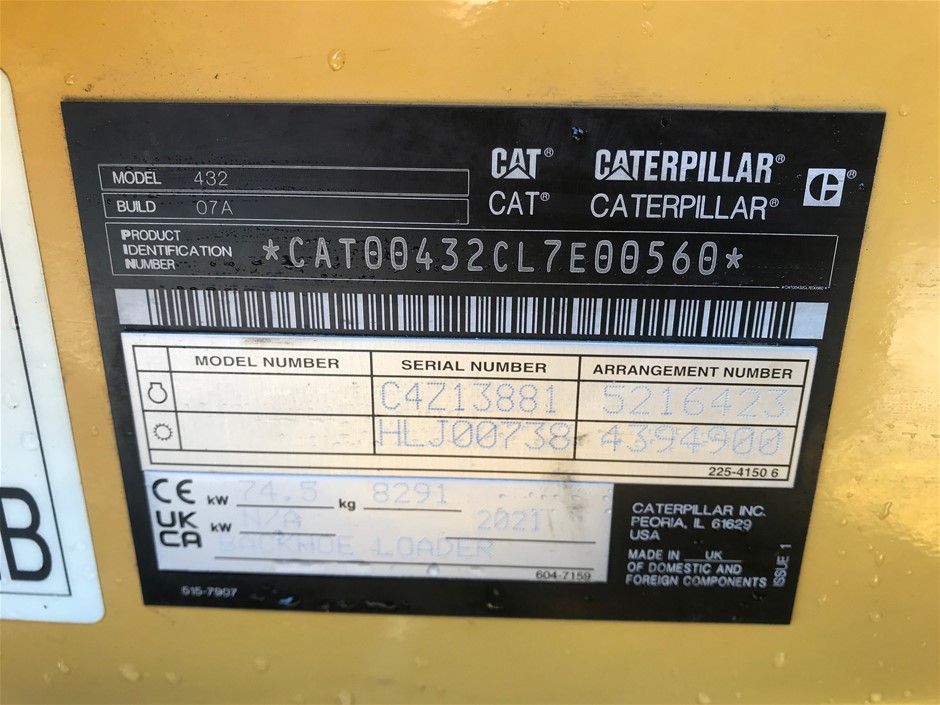 CAT® CATERPILLAR®
CAT® CATERPILLAR®
C®
MODEL 432
BUILD 07A
PRODUCT IDENTIFICATION NUMBER *CAT00432CL7E00560*
MODEL NUMBER SERIAL NUMBER ARRANGEMENT NUMBER
C4Z13881 5216423
HLJ00738 4394900
225-4150 6
CE kW 74.5 kg 8291
UKCA kW N/A 2021
BACKHOE LOADER
604-7159
515-7907
CATERPILLAR INC.
PEORIA, IL 61629
USA
MADE IN UK
OF DOMESTIC AND
FOREIGN COMPONENTS
ISSUE 1
B